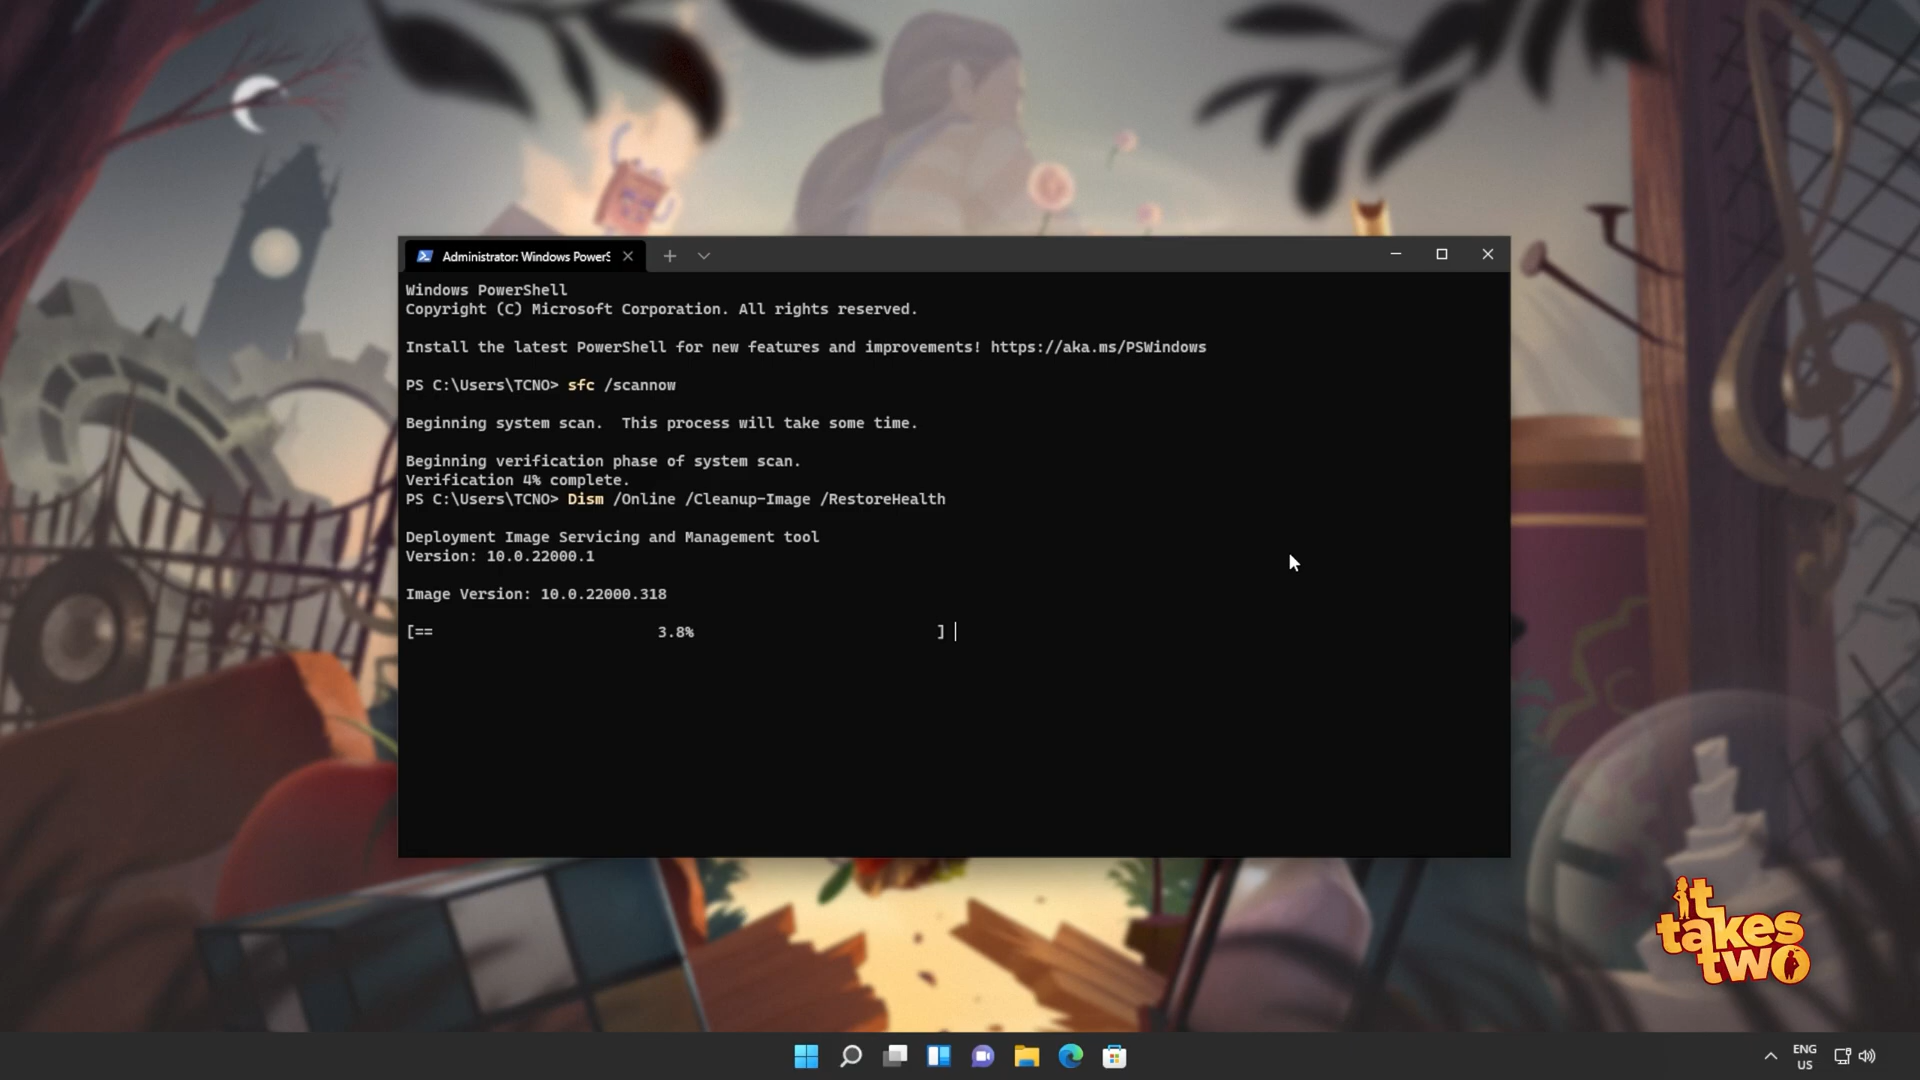 Administrator: Windows PowerS
Windows PowerShell
Copyright (C) Microsoft Corporation. All rights reserved.
Install the latest PowerShell for new features and improvements! https://aka.ms/PSWindows
PS C:\Users\TCNO> sfc /scannow
Beginning system scan.  This process will take some time.
Beginning verification phase of system scan.
Verification 4% complete.
PS C:\Users\TCNO> Dism /Online /Cleanup-Image /RestoreHealth
Deployment Image Servicing and Management tool
Version: 10.0.22000.1
Image Version: 10.0.22000.318
[==                         3.8%                           ]
it
takes
two
ENG
US